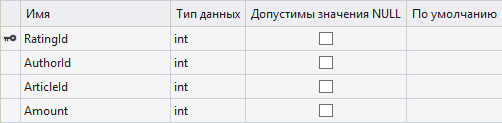 Имя Тип данных Допустимы значения NULL По умолчанию
RatingId int
AuthorId int
ArticleId int
Amount int